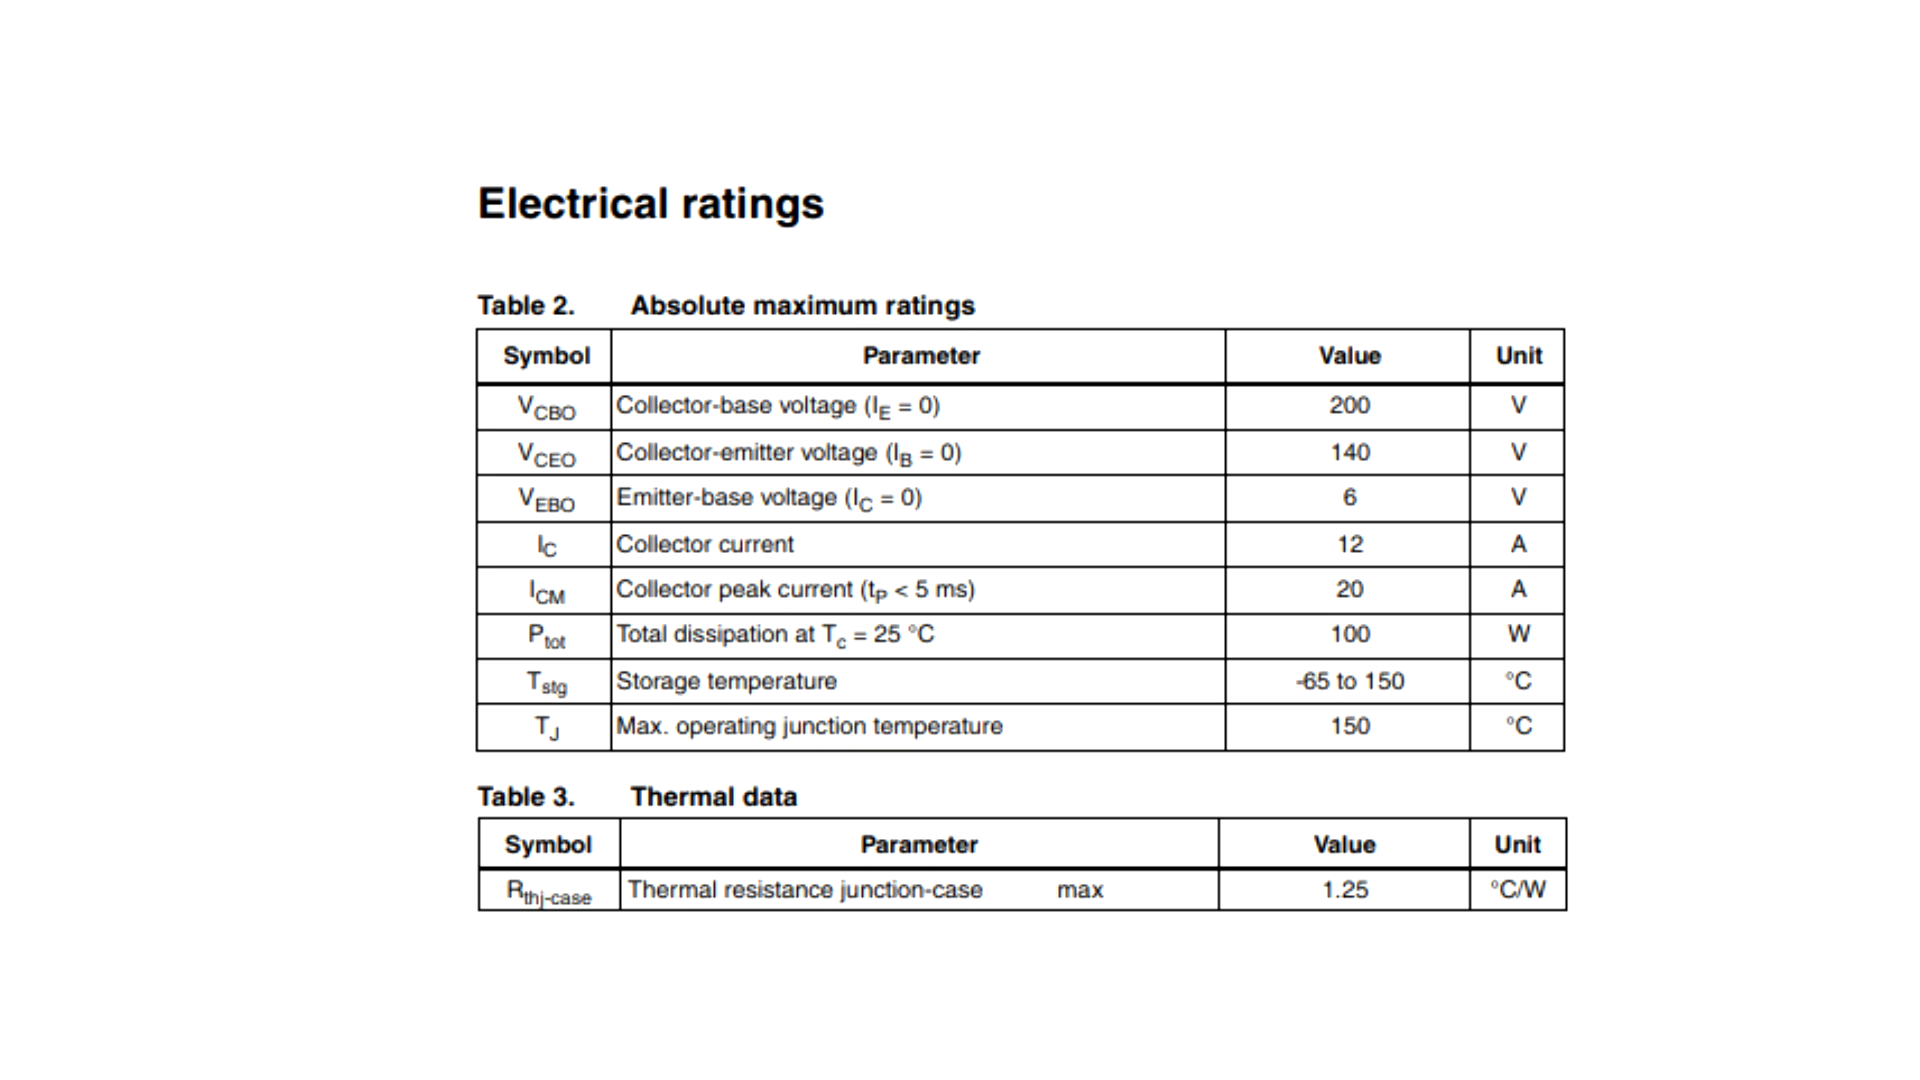 Electrical ratings
Table 2. Absolute maximum ratings
Symbol Parameter Value Unit
VCBO Collector-base voltage (IE = 0) 200 V
VCEO Collector-emitter voltage (IB = 0) 140 V
VEBO Emitter-base voltage (IC = 0) 6 V
IC Collector current 12 A
ICM Collector peak current (tP < 5 ms) 20 A
Ptot Total dissipation at Tc = 25 °C 100 W
Tstg Storage temperature -65 to 150 °C
TJ Max. operating junction temperature 150 °C
Table 3. Thermal data
Symbol Parameter Value Unit
Rthj-case Thermal resistance junction-case max 1.25 °C/W